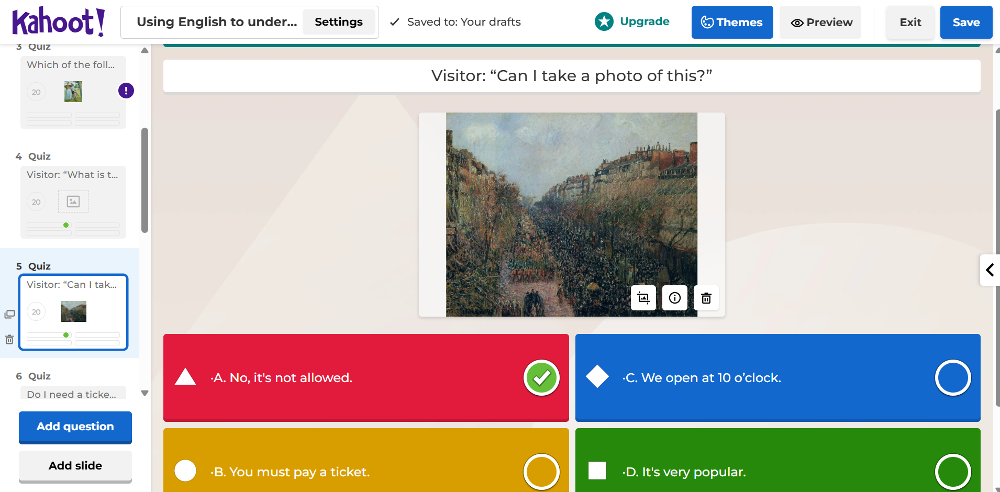 Kahoot!
Using English to under...
Settings
Saved to: Your drafts
Upgrade
Themes
Preview
Exit
Save
3 Quiz
Which of the foll...
20
!
4 Quiz
Visitor: “What is t...
20
5 Quiz
Visitor: “Can I tak...
20
6 Quiz
Do I need a ticke...
Add question
Add slide
Visitor: “Can I take a photo of this?”
·A. No, it's not allowed.
·C. We open at 10 o’clock.
·B. You must pay a ticket.
·D. It's very popular.